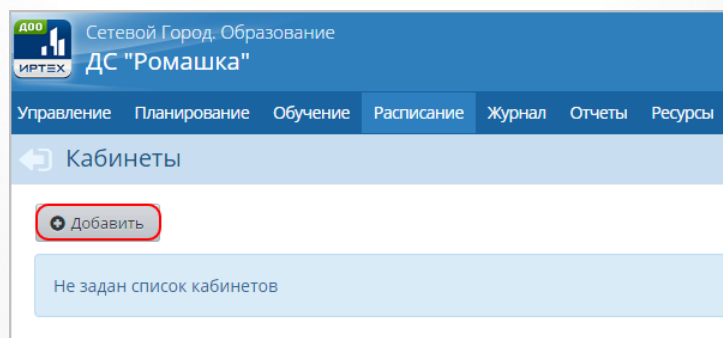 ДОО
ИРТЕХ
Сетевой Город. Образование
ДС "Ромашка"
Управление Планирование Обучение Расписание Журнал Отчеты Ресурсы
Кабинеты
Добавить
Не задан список кабинетов